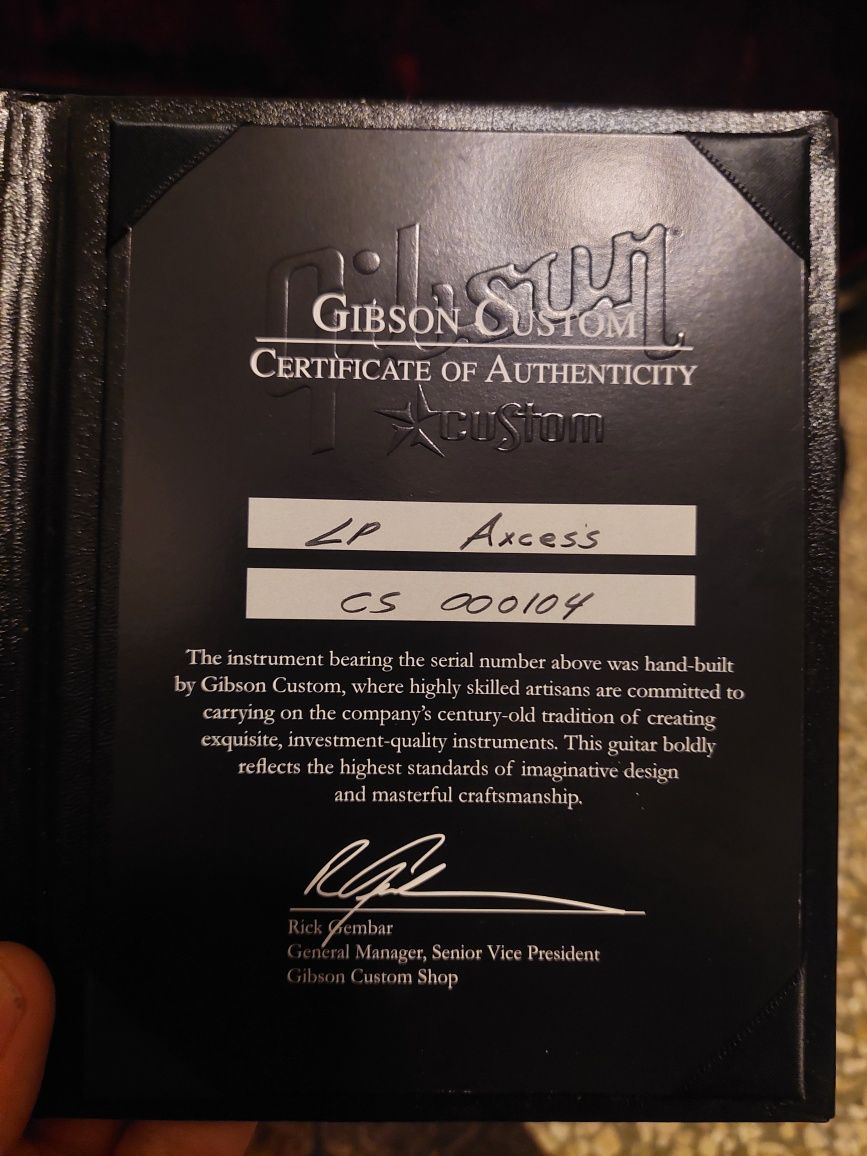 Gibson
GIBSON CUSTOM
CERTIFICATE OF AUTHENTICITY
custom
LP Axcess
CS 000104
The instrument bearing the serial number above was hand-built
by Gibson Custom, where highly skilled artisans are committed to
carrying on the company's century-old tradition of creating
exquisite, investment-quality instruments. This guitar boldly
reflects the highest standards of imaginative design
and masterful craftsmanship.
Rick Gembar
General Manager, Senior Vice President
Gibson Custom Shop